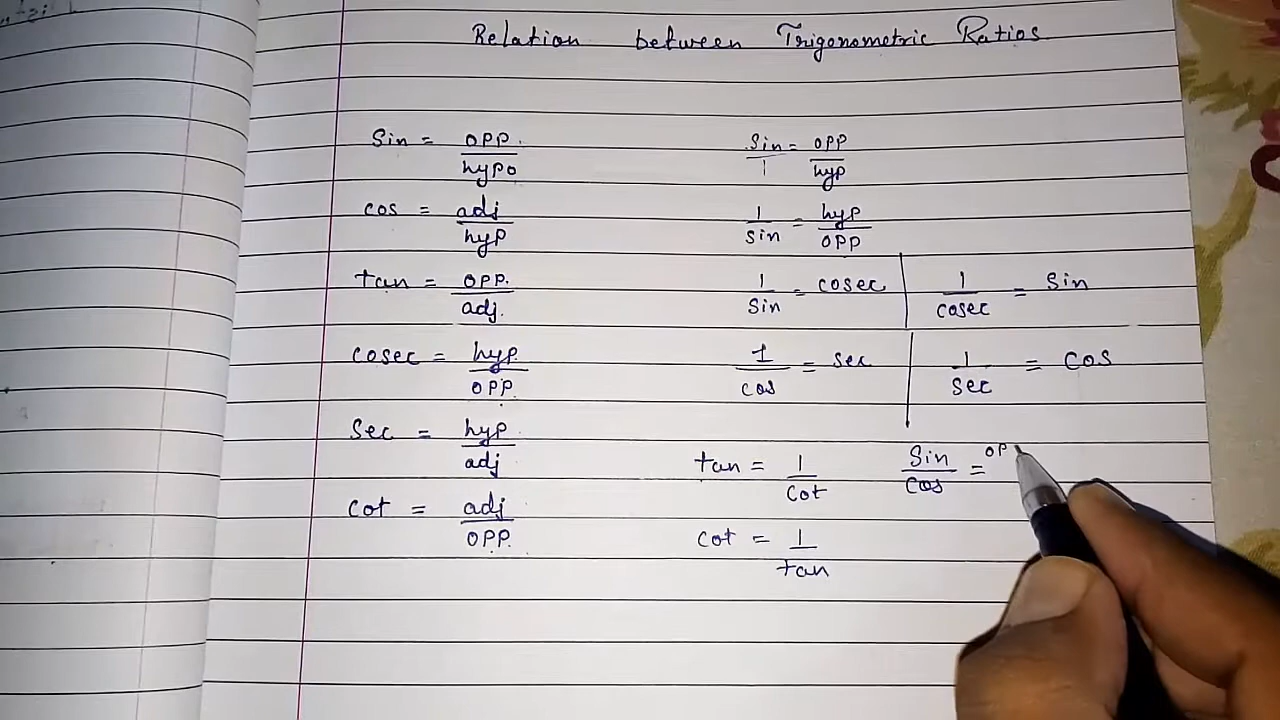 Relation between Trigonometric Ratios
Sin = OPP.
hypo
cos = adj
hyp
tan = OPP.
adj.
cosec = hyp
OPP.
Sec = hyp
adj
cot = adj
OPP.
Sin = OPP
1 hyp
1 = hyp
sin OPP
1 = cosec
Sin
1 = sin
cosec
1 = sec
cos
1 = cos
sec
tan = 1
cot
Sin = OP
cos
cot = 1
tan